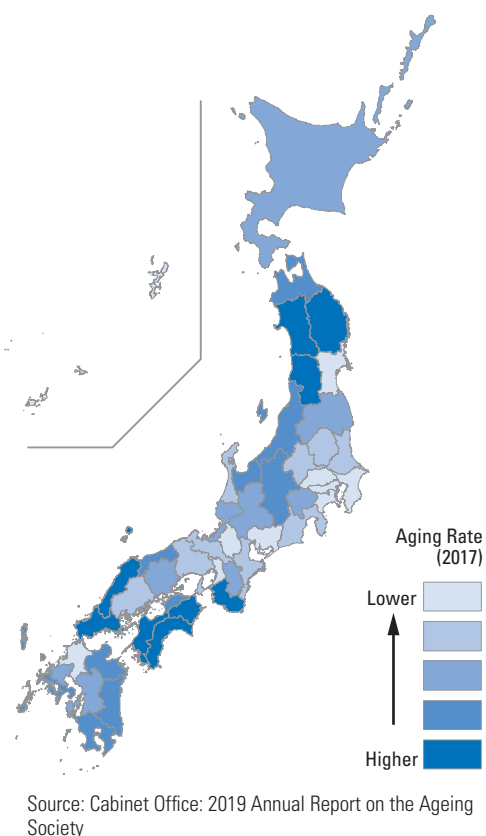 Aging Rate
(2017)
Lower
Higher
Source: Cabinet Office: 2019 Annual Report on the Ageing
Society